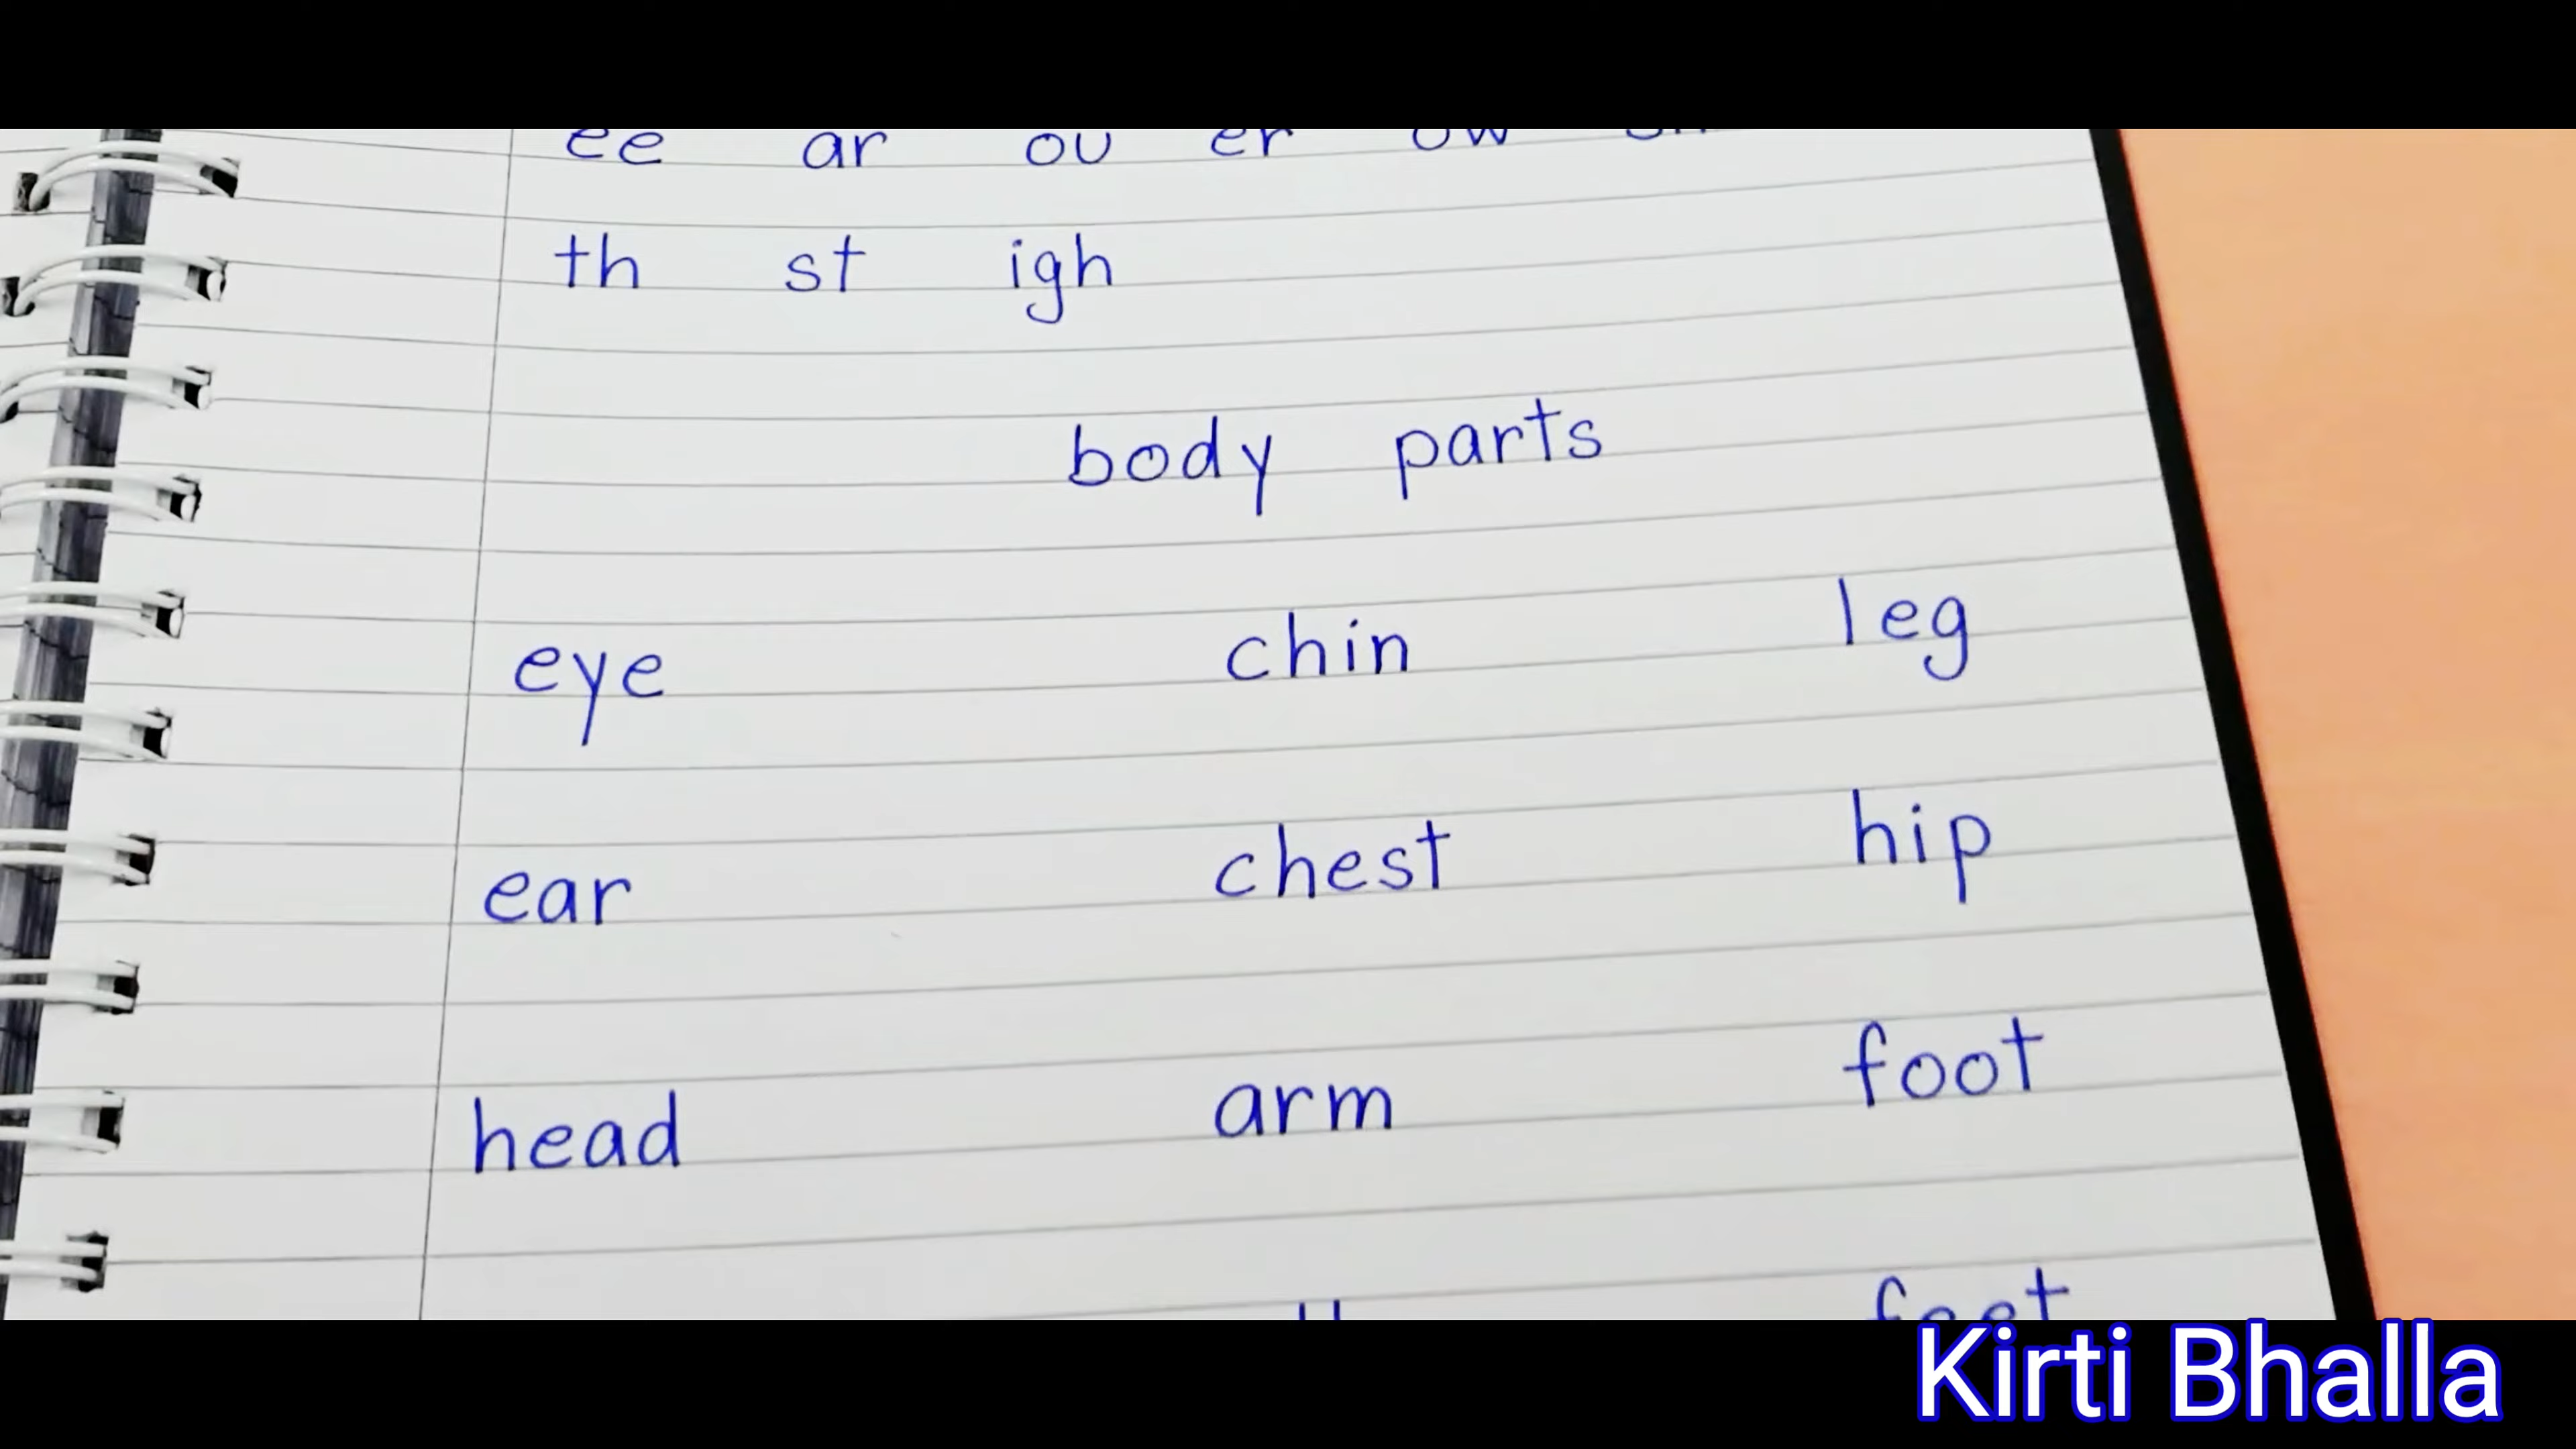 ee ar ou er ow
th st igh
body parts
eye chin leg
ear chest hip
head arm foot
feet
Kirti Bhalla